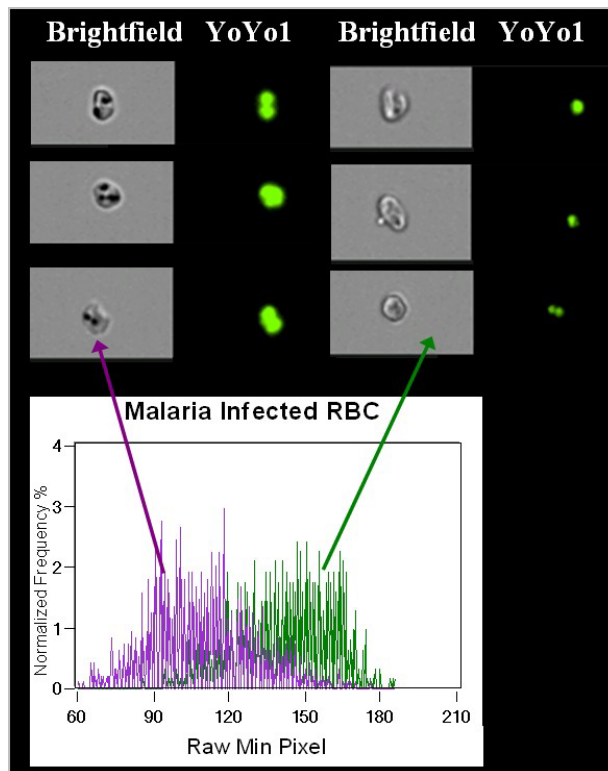 Brightfield YoYo1 Brightfield YoYo1
Malaria Infected RBC
Normalized Frequency %
4
3
2
1
0
60 90 120 150 180 210
Raw Min Pixel